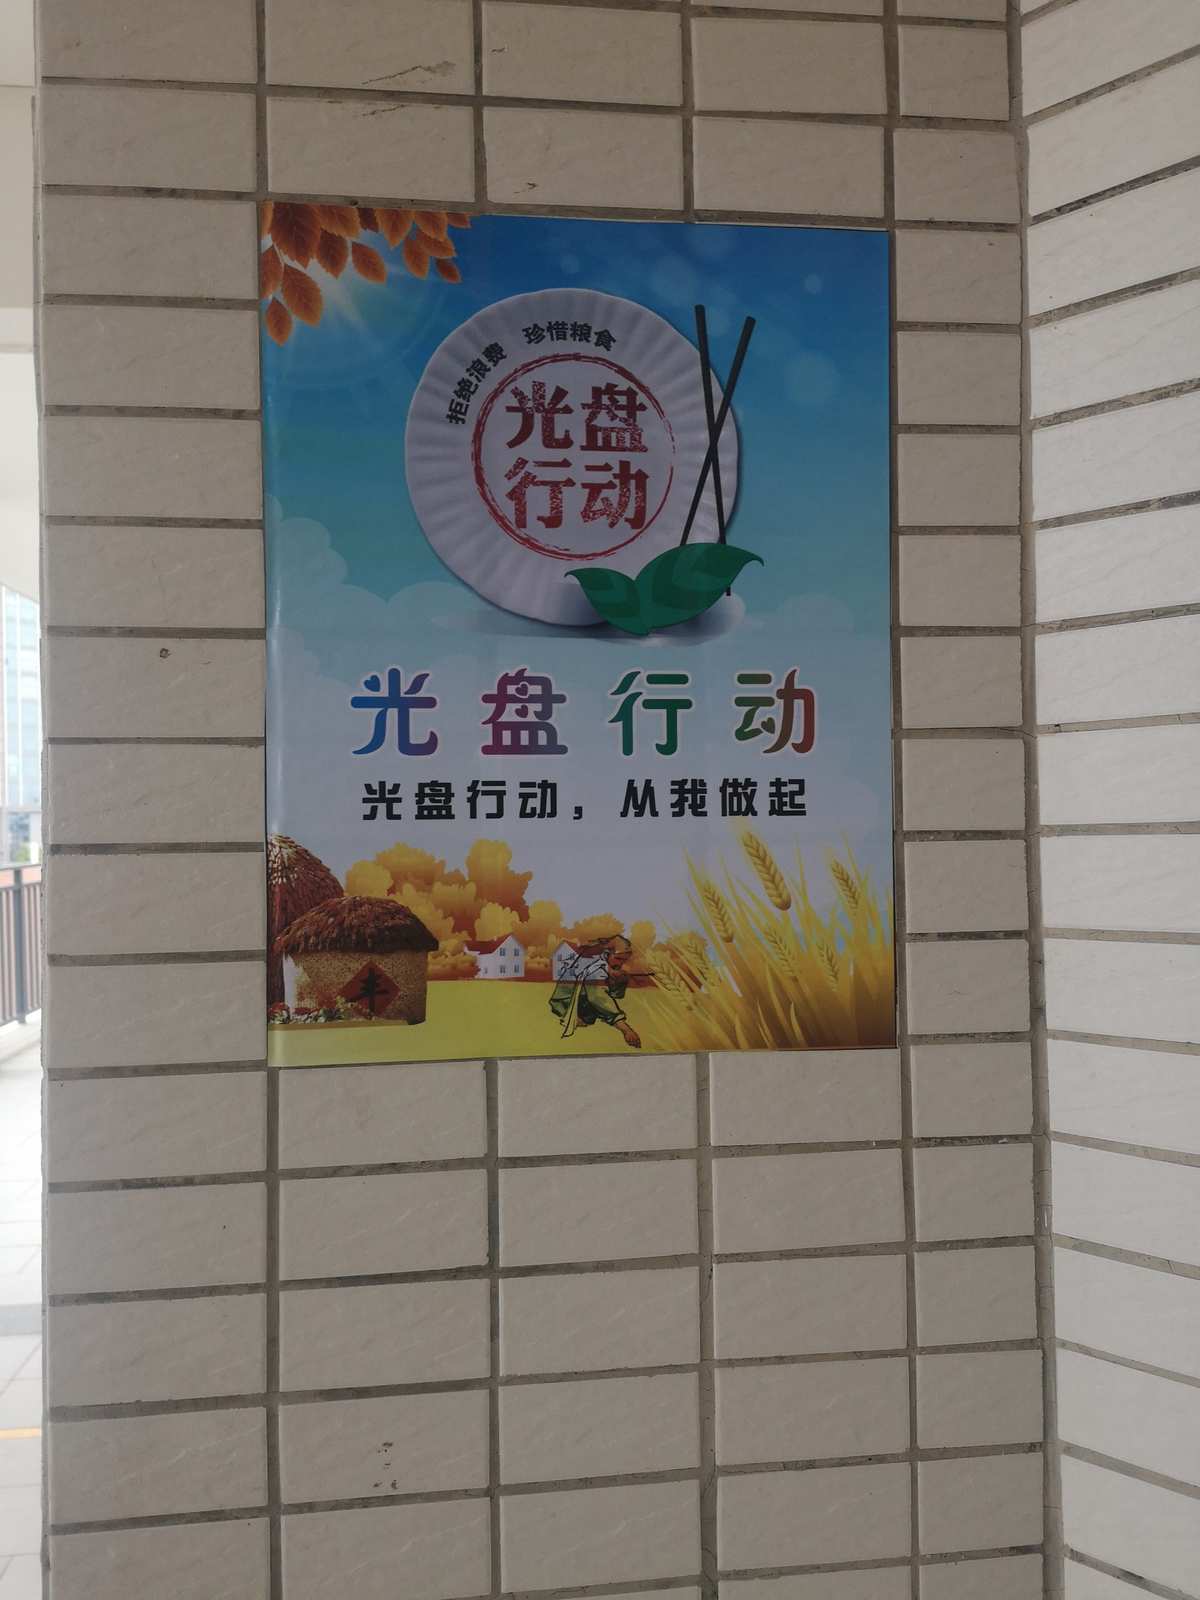 拒绝浪费 珍惜粮食
光盘
行动
光盘行动
光盘行动，从我做起
丰